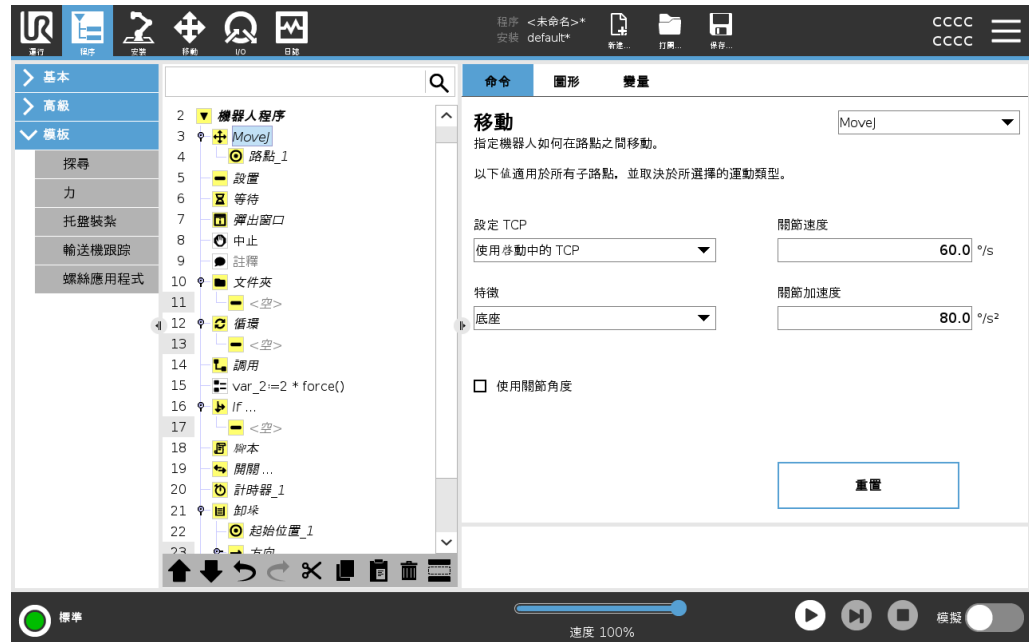 UR
運行
程序
安裝
移動
I/O
日誌
程序 <未命名>*
安裝 default*
新建...
打開...
保存...
CCCC
CCCC
基本
高級
模板
探尋
力
托盤裝紮
輸送機跟踪
螺絲應用程式
2 機器人程序
3 MoveJ
4 路點_1
5 設置
6 等待
7 彈出窗口
8 中止
9 註釋
10 文件夾
11 <空>
12 循環
13 <空>
14 調用
15 var_2:=2 * force()
16 If ...
17 <空>
18 腳本
19 開關 ...
20 計時器_1
21 卸垛
22 起始位置_1
23 方向
命令 圖形 變量
移動
MoveJ
指定機器人如何在路點之間移動。
以下值適用於所有子路點，並取決於所選擇的運動類型。
設定 TCP
關節速度
使用啓動中的 TCP
60.0 °/s
特徵
關節加速度
底座
80.0 °/s²
使用關節角度
重置
標準
速度 100%
模擬